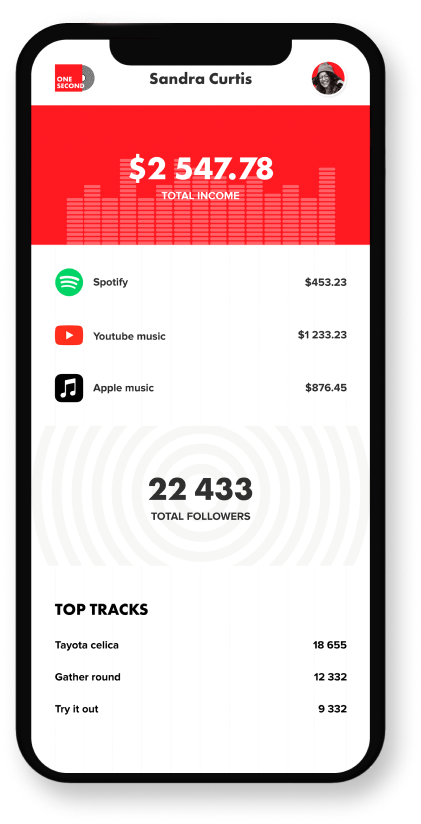 ONE
SECOND
Sandra Curtis
$2 547.78
TOTAL INCOME
Spotify $453.23
Youtube music $1 233.23
Apple music $876.45
22 433
TOTAL FOLLOWERS
TOP TRACKS
Tayota celica 18 655
Gather round 12 332
Try it out 9 332